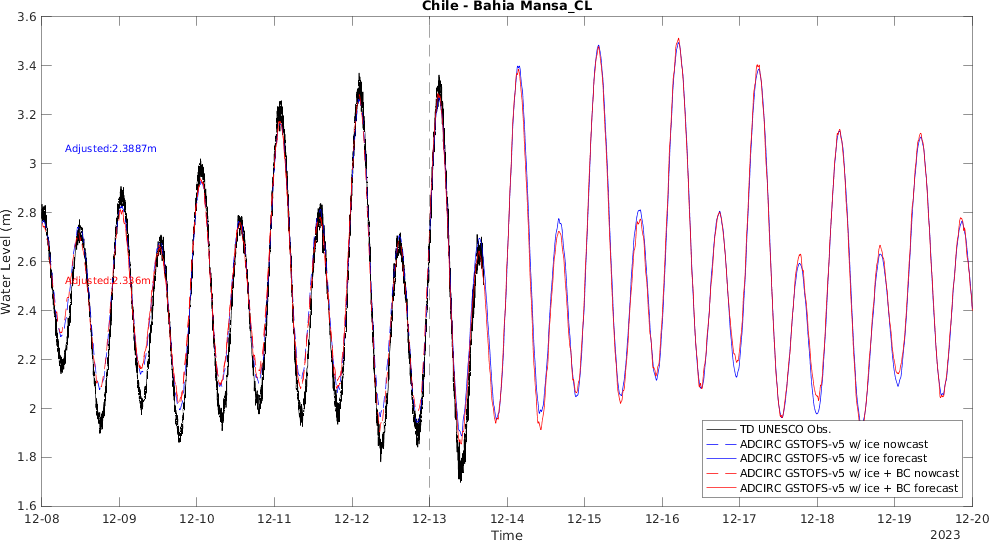 Chile - Bahia Mansa_CL
3.6
3.4
3.2
3
2.8
2.6
2.4
2.2
2
1.8
1.6
Water Level (m)
Adjusted:2.3887m
Adjusted:2.336m
TD UNESCO Obs.
ADCIRC GSTOFS-v5 w/ ice nowcast
ADCIRC GSTOFS-v5 w/ ice forecast
ADCIRC GSTOFS-v5 w/ ice + BC nowcast
ADCIRC GSTOFS-v5 w/ ice + BC forecast
12-08 12-09 12-10 12-11 12-12 12-13 12-14 12-15 12-16 12-17 12-18 12-19 12-20
Time
2023